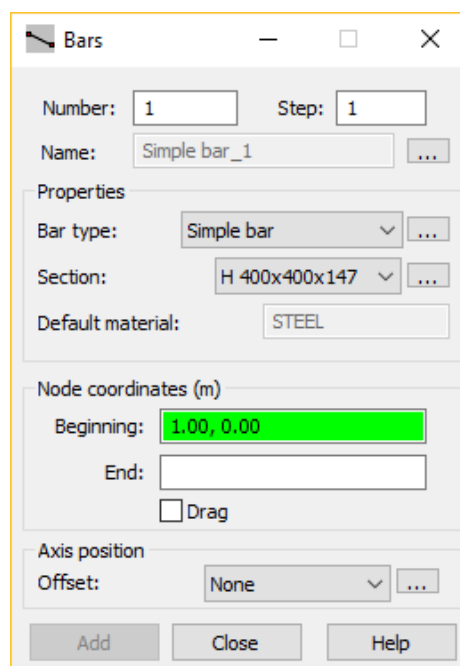 Bars
Number: 1 Step: 1
Name: Simple bar_1 ...
Properties
Bar type: Simple bar ...
Section: H 400x400x147 ...
Default material: STEEL
Node coordinates (m)
Beginning: 1.00, 0.00
End:
Drag
Axis position
Offset: None ...
Add Close Help